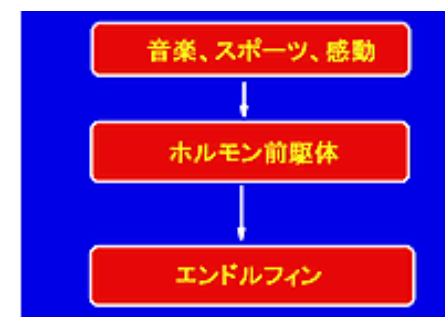 音楽、スポーツ、感動
ホルモン前駆体
エンドルフィン